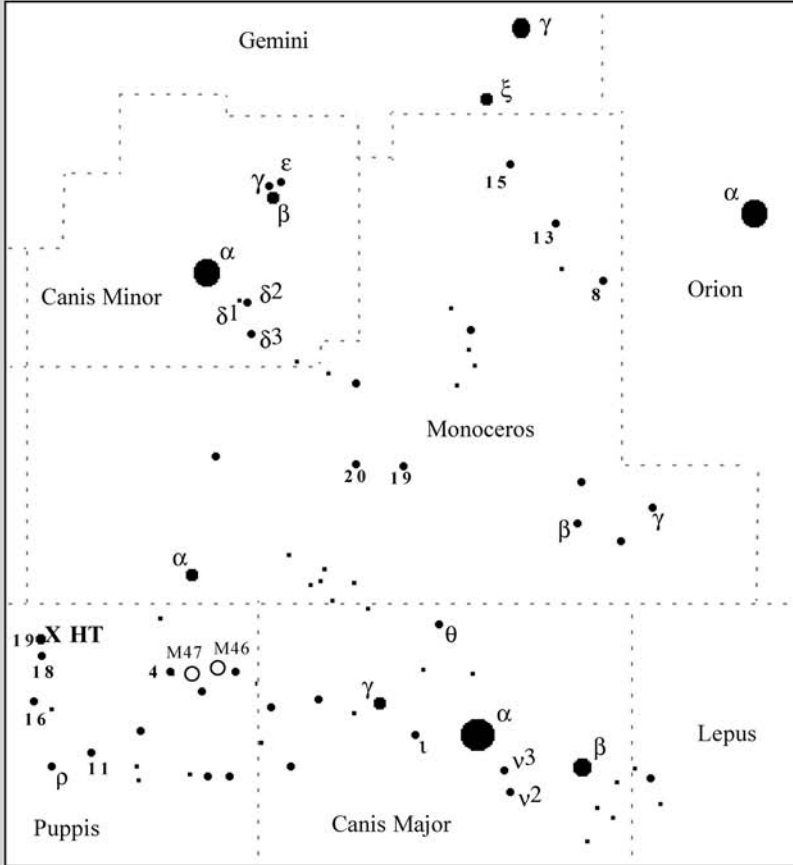 Gemini
γ
ξ
γ ε
β
15
α
13
α
Canis Minor
δ2
δ1
8
Orion
δ3
Monoceros
20 19
β γ
α
19 X HT
θ
M47 M46
18
4
γ
16
α
ι
ν3
β
Lepus
ρ 11
ν2
Puppis
Canis Major